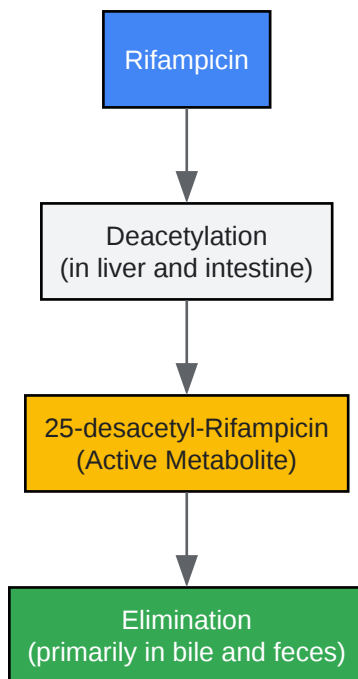 Rifampicin
Deacetylation
(in liver and intestine)
25-desacetyl-Rifampicin
(Active Metabolite)
Elimination
(primarily in bile and feces)